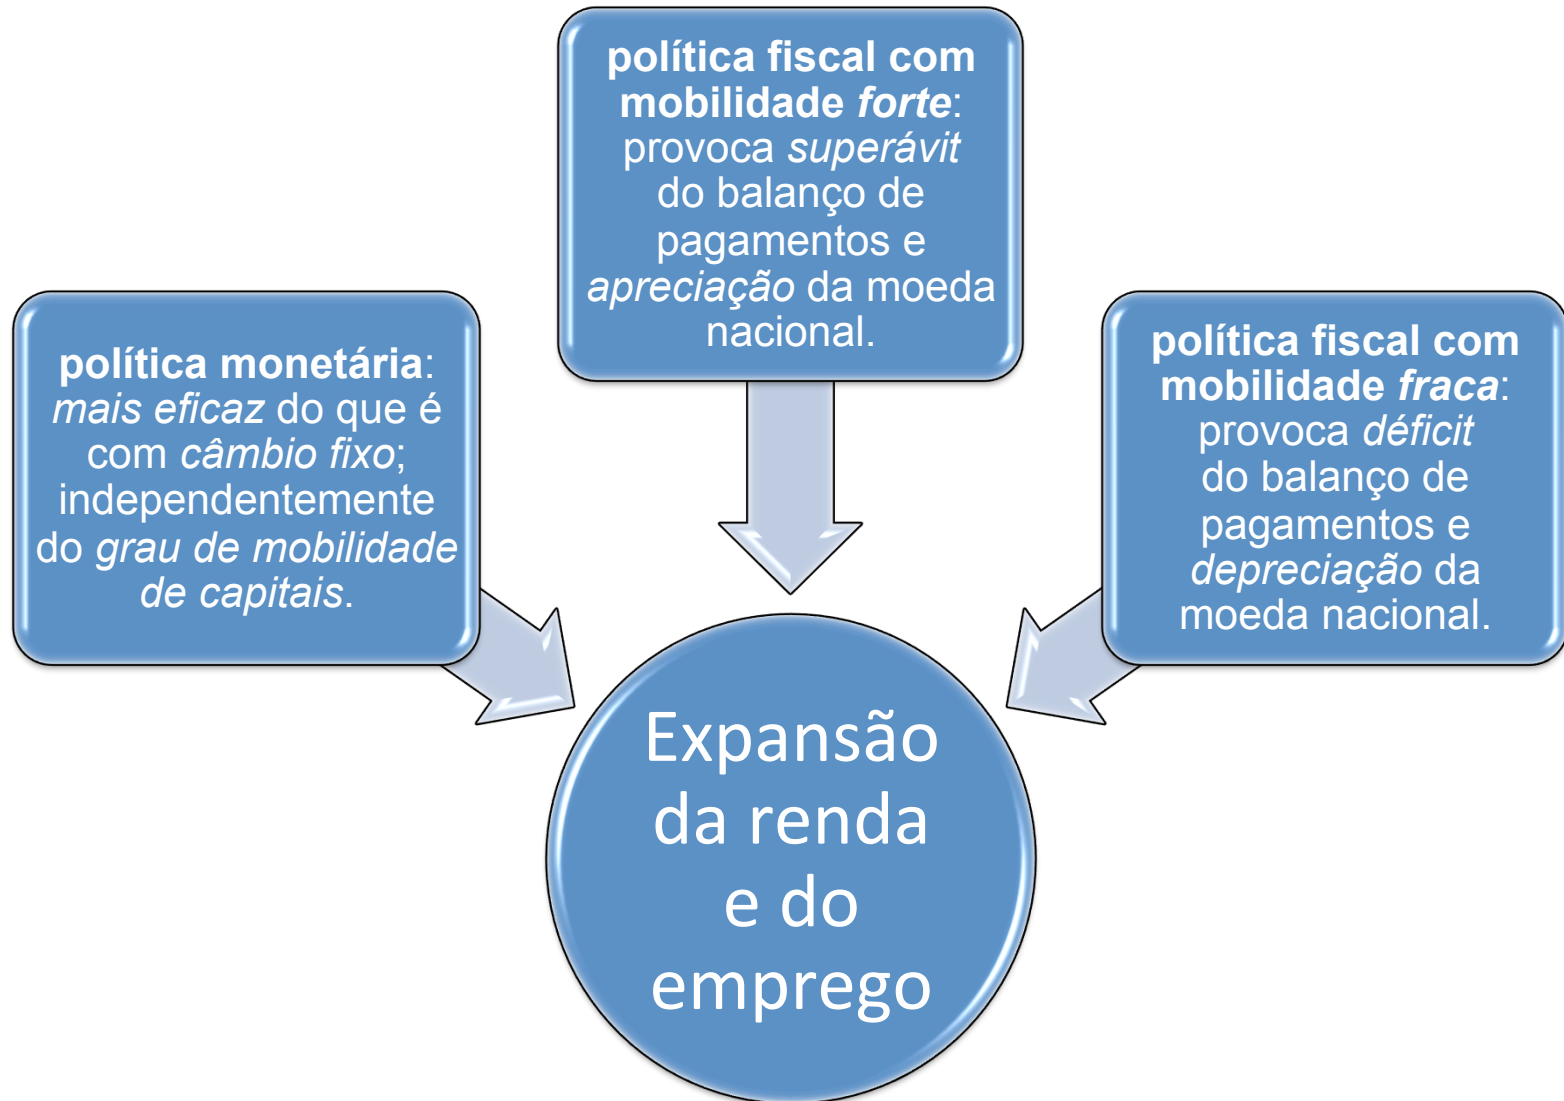 política fiscal com
mobilidade forte:
provoca superávit
do balanço de
pagamentos e
apreciação da moeda
nacional.
política monetária:
mais eficaz do que é
com câmbio fixo;
independentemente
do grau de mobilidade
de capitais.
política fiscal com
mobilidade fraca:
provoca déficit
do balanço de
pagamentos e
depreciação da
moeda nacional.
Expansão
da renda
e do
emprego